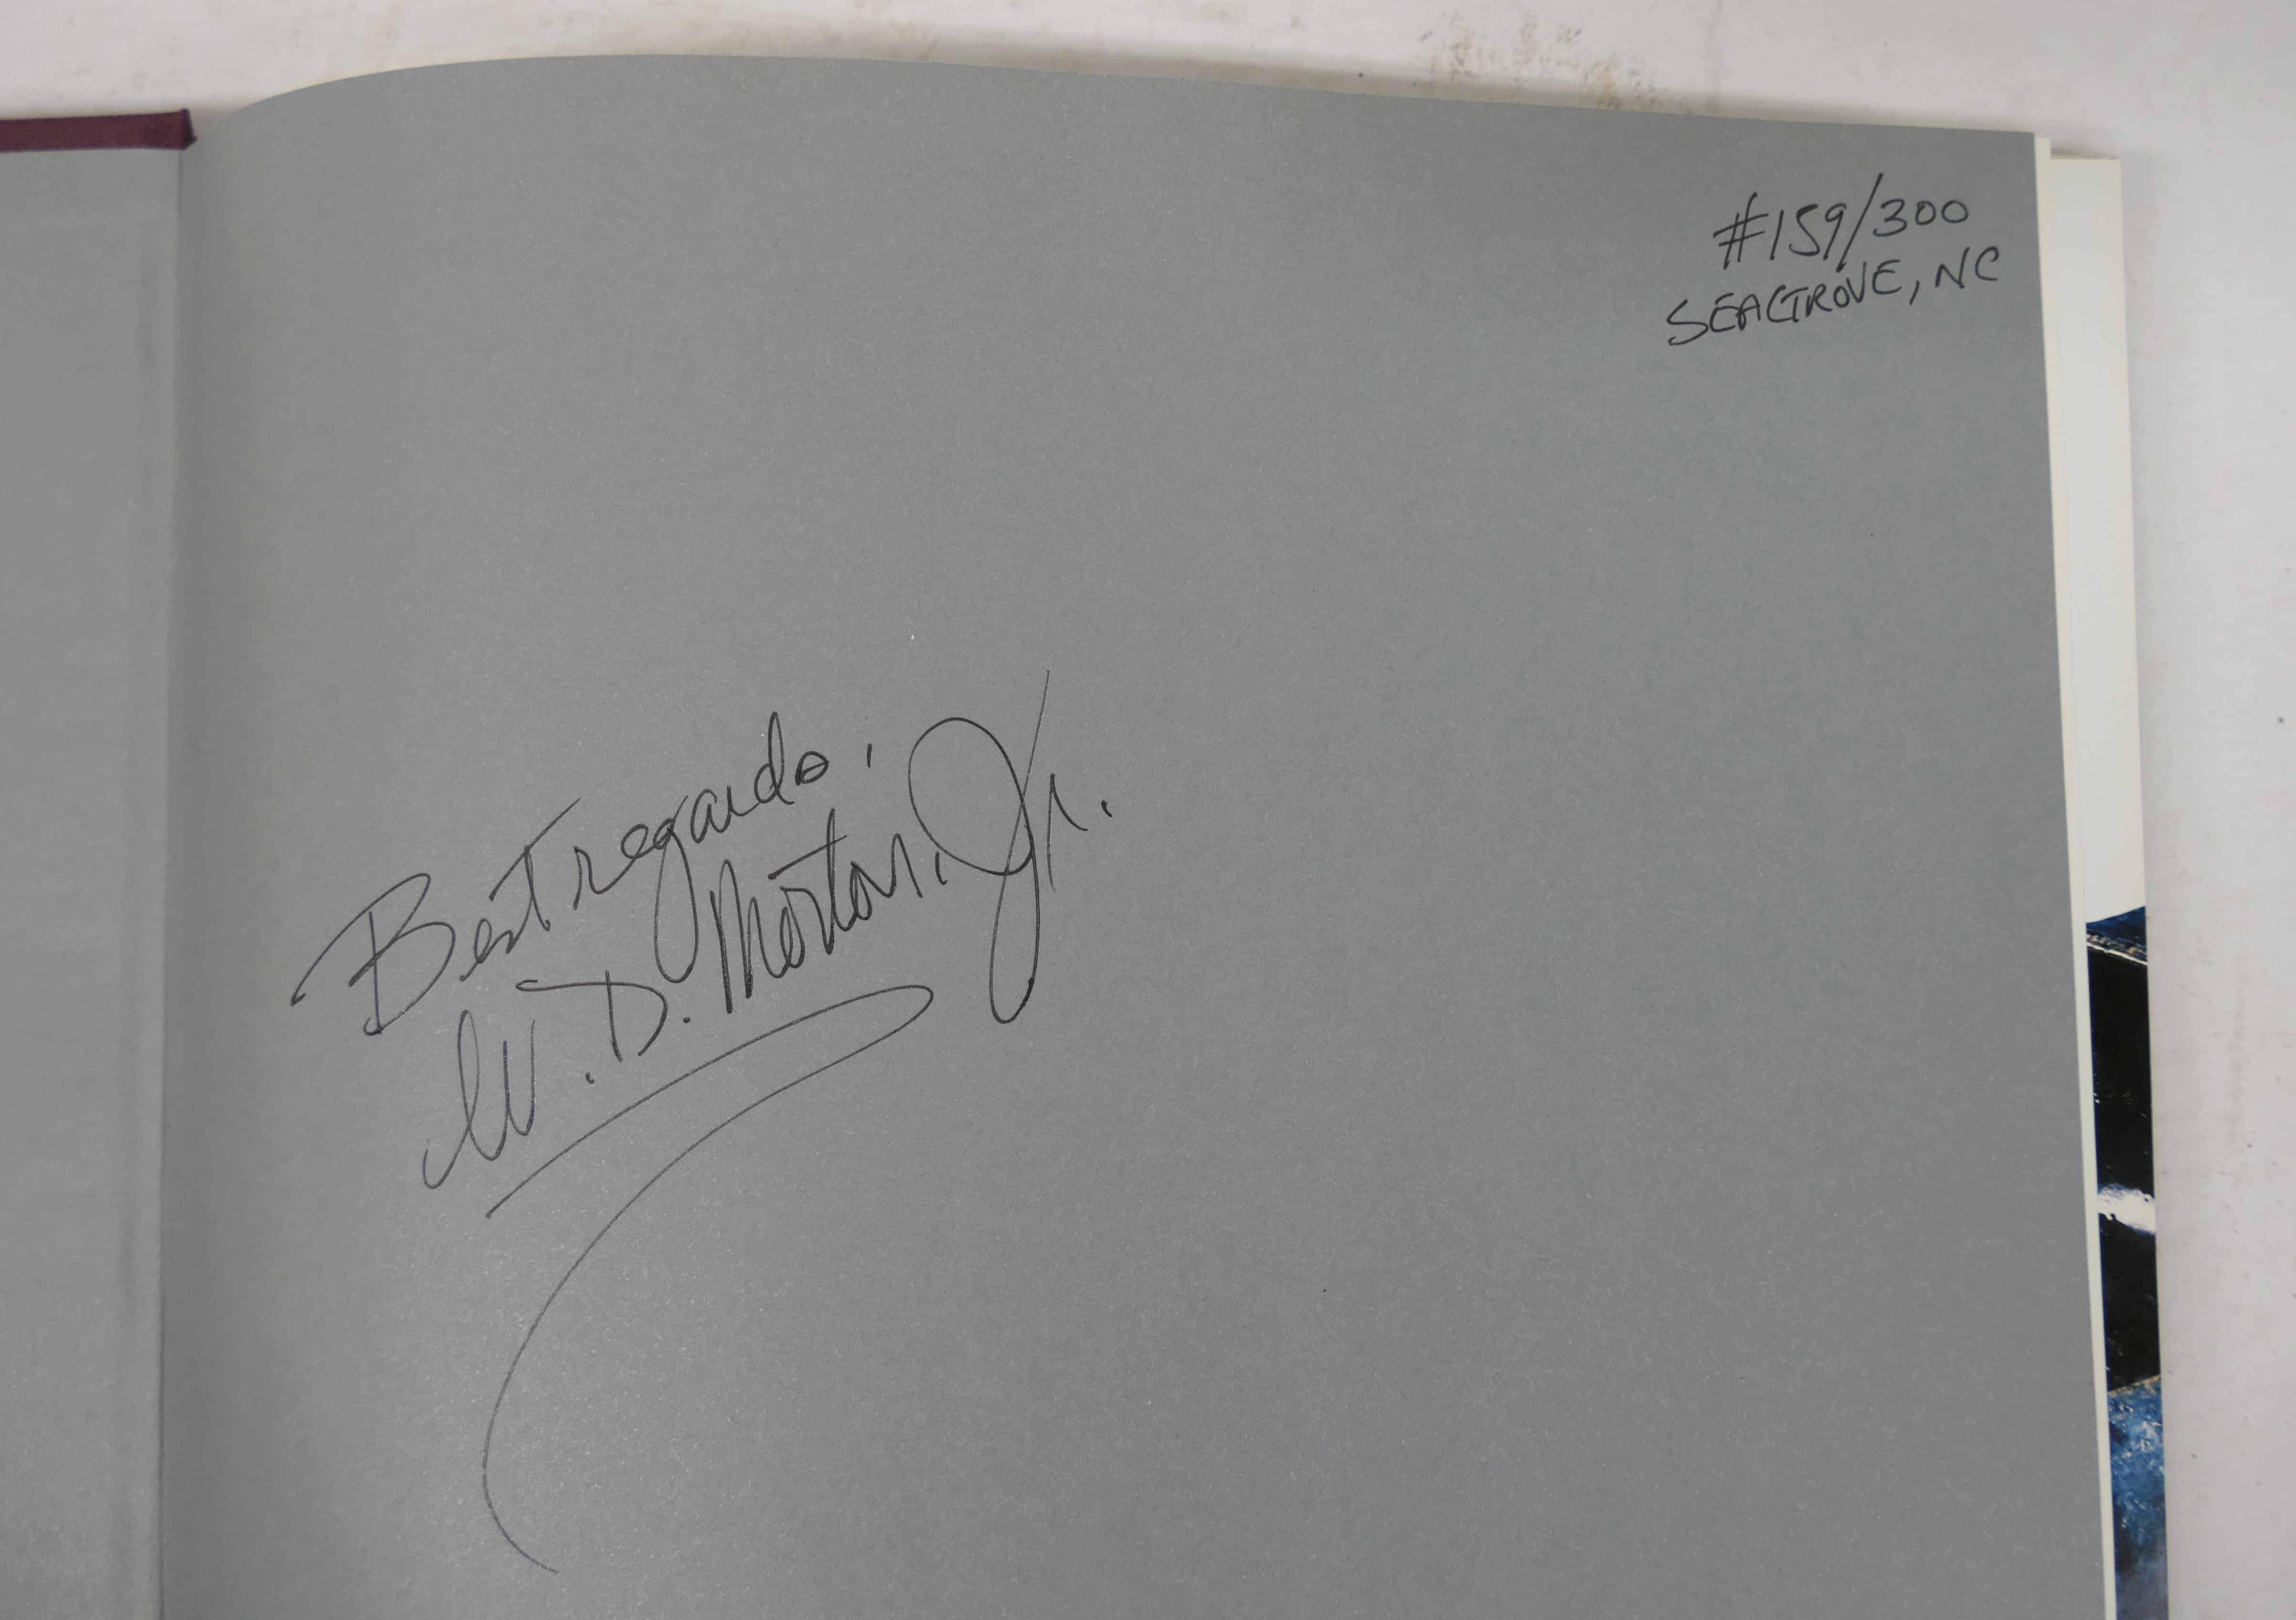 #159/300
SEAGROVE, NC
Best regards,
W. D. Morton, Jr.